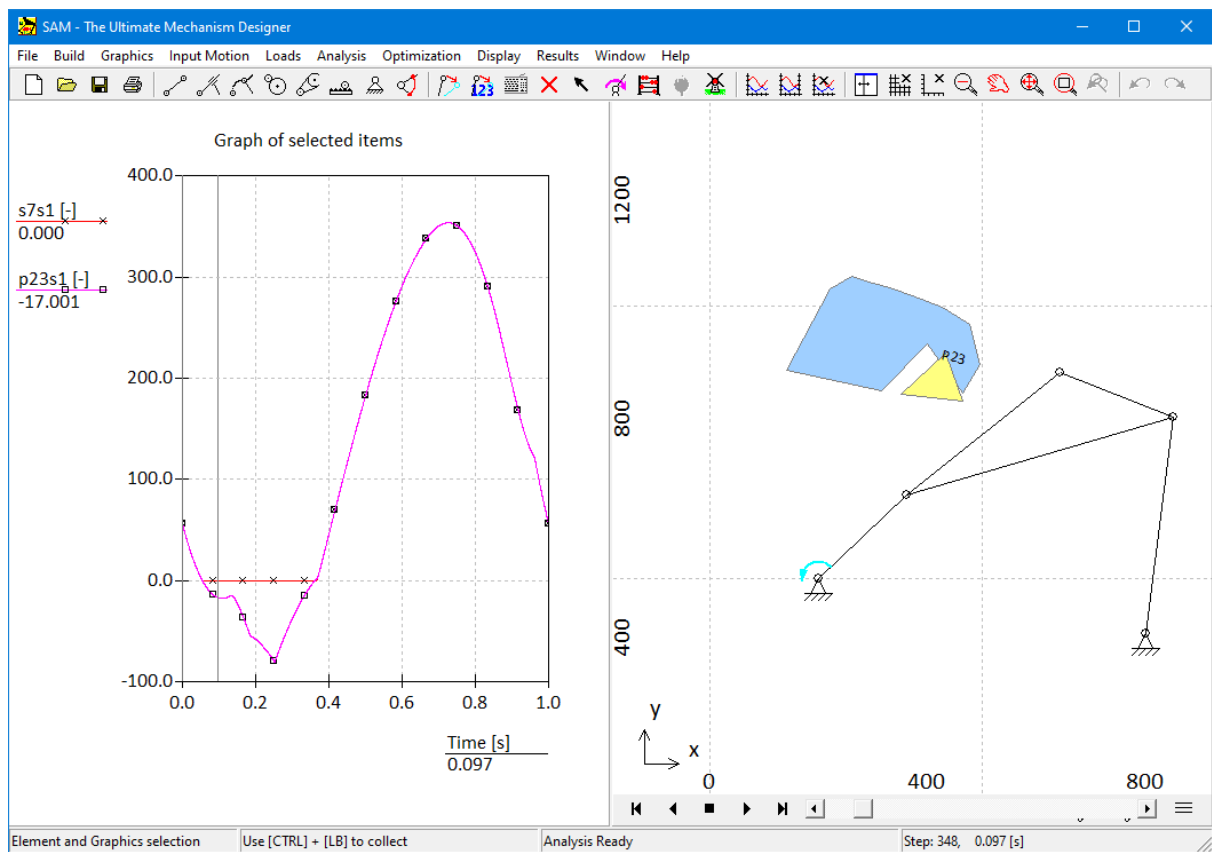 SAM - The Ultimate Mechanism Designer
File Build Graphics Input Motion Loads Analysis Optimization Display Results Window Help
123
Graph of selected items
s7s1 [-]
0.000
p23s1 [-]
-17.001
400.0
300.0
200.0
100.0
0.0
-100.0
0.0 0.2 0.4 0.6 0.8 1.0
Time [s]
0.097
1200
800
400
P23
y
x
0 400 800
Element and Graphics selection Use [CTRL] + [LB] to collect Analysis Ready Step: 348, 0.097 [s]